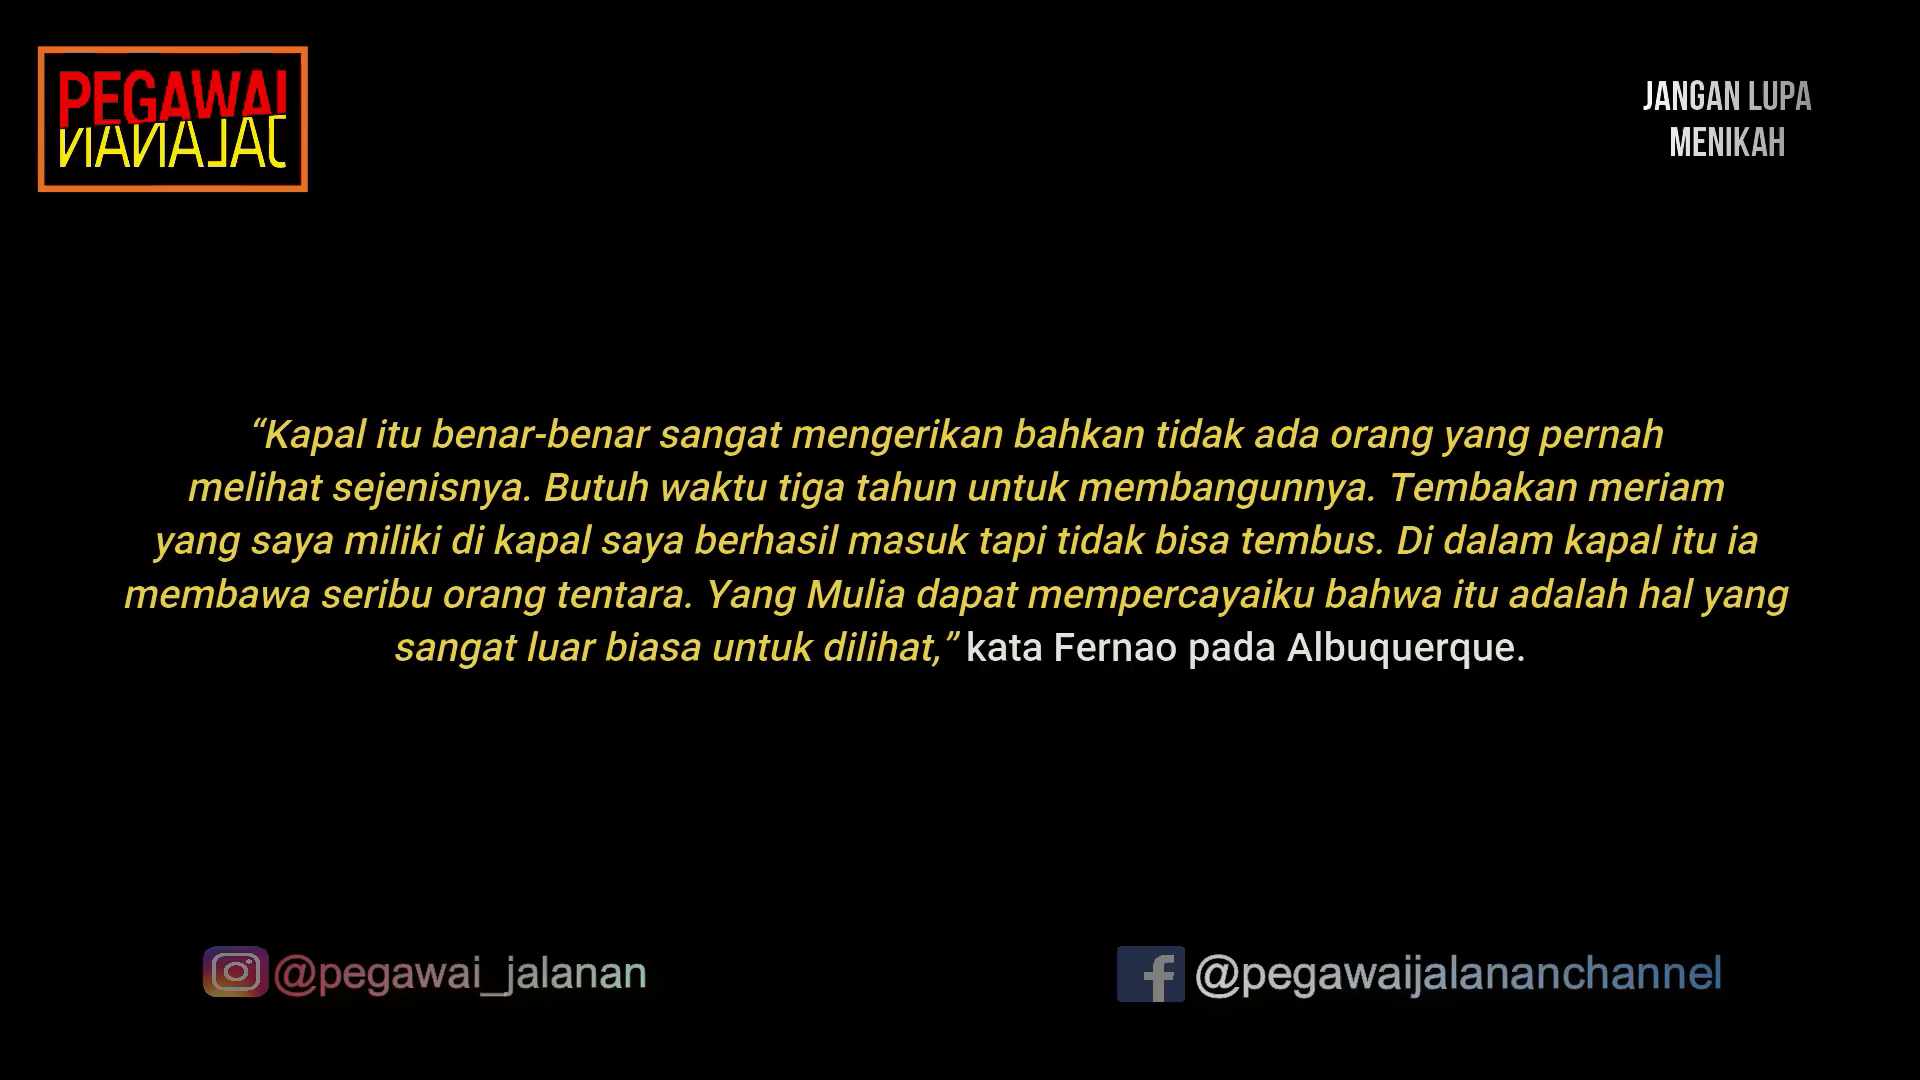 PEGAWAI
JALANAN
JANGAN LUPA
MENIKAH
“Kapal itu benar-benar sangat mengerikan bahkan tidak ada orang yang pernah
melihat sejenisnya. Butuh waktu tiga tahun untuk membangunnya. Tembakan meriam
yang saya miliki di kapal saya berhasil masuk tapi tidak bisa tembus. Di dalam kapal itu ia
membawa seribu orang tentara. Yang Mulia dapat mempercayaiku bahwa itu adalah hal yang
sangat luar biasa untuk dilihat,” kata Fernao pada Albuquerque.
@pegawai_jalanan
@pegawaijalananchannel